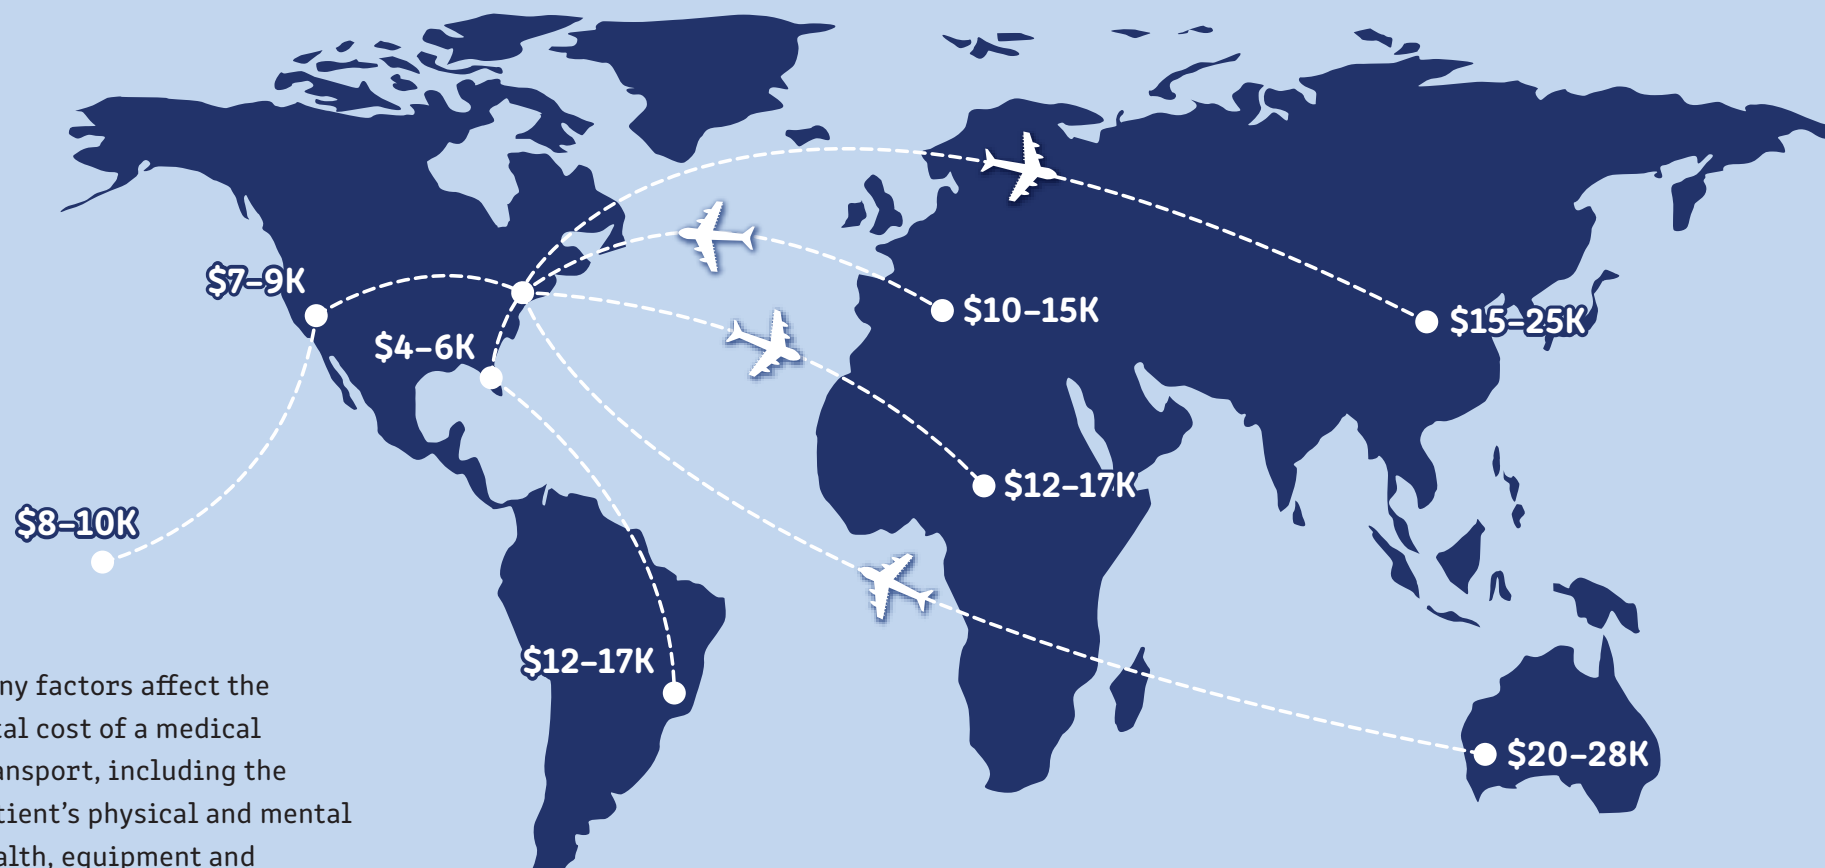 $7–9K
$4–6K
$10–15K
$15–25K
$12–17K
$8–10K
$12–17K
$20–28K
ny factors affect the
cal cost of a medical
ansport, including the
tient’s physical and mental
alth, equipment and